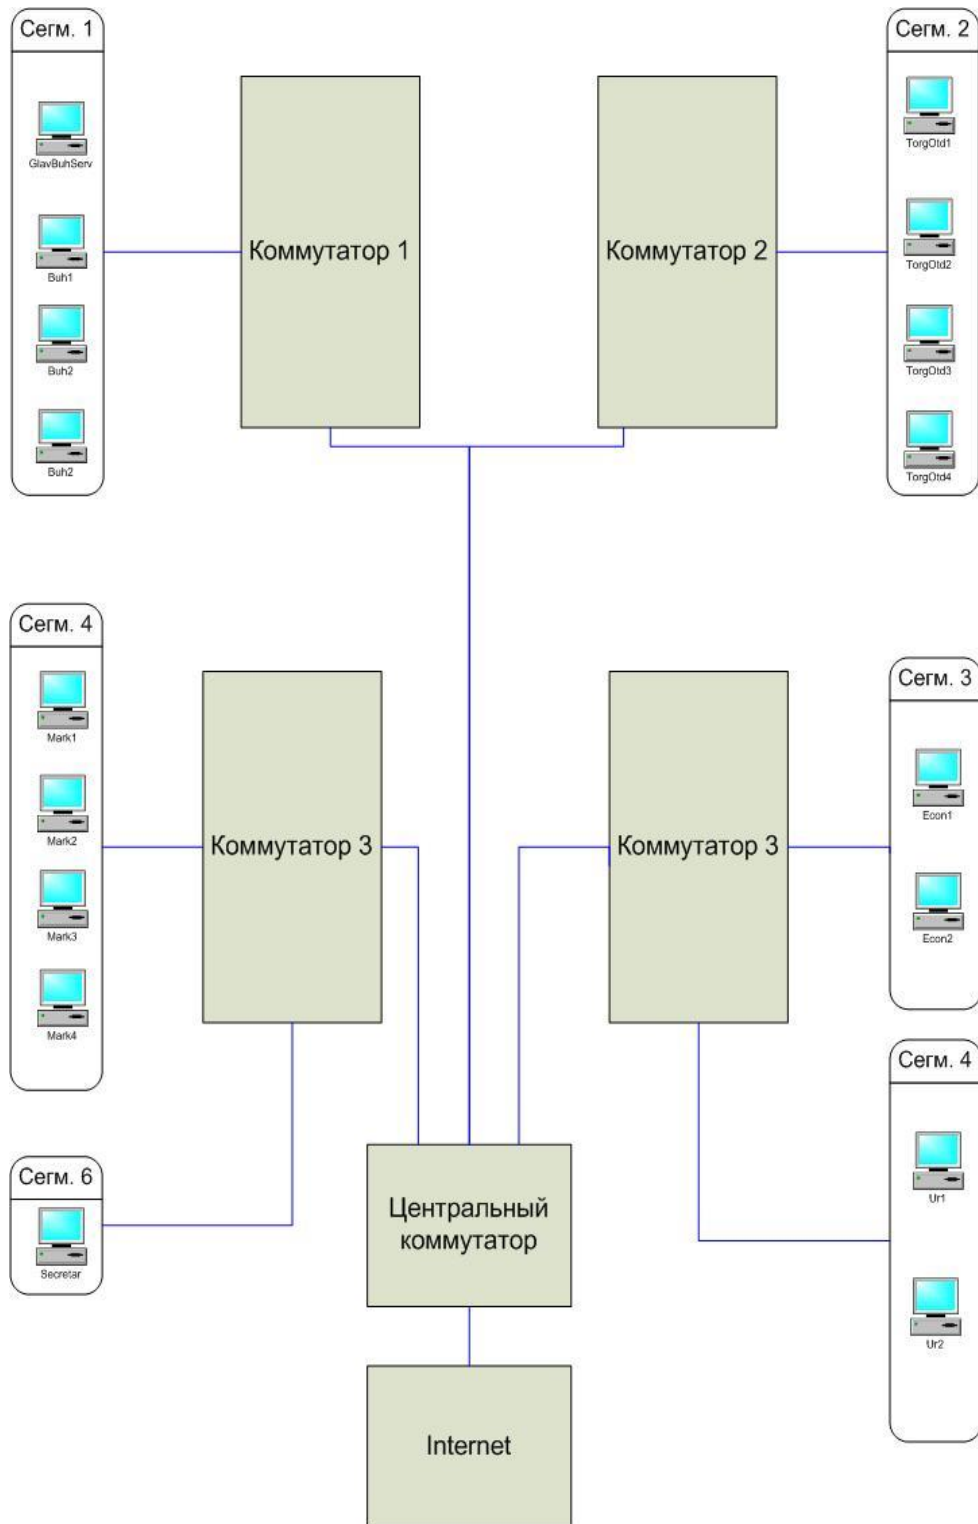 Сегм. 1
GlavBuhServ
Buh1
Buh2
Buh2
Коммутатор 1
Коммутатор 2
Сегм. 2
TorgOtd1
TorgOtd2
TorgOtd3
TorgOtd4
Сегм. 4
Mark1
Mark2
Mark3
Mark4
Коммутатор 3
Коммутатор 3
Сегм. 3
Econ1
Econ2
Сегм. 6
Secretar
Центральный
коммутатор
Сегм. 4
Ur1
Ur2
Internet